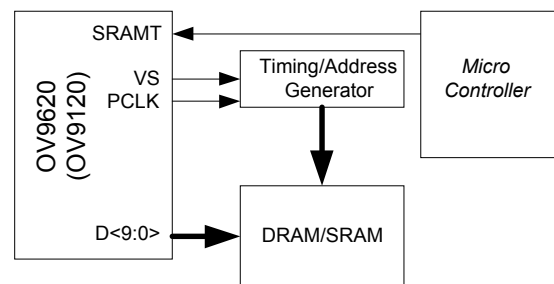 SRAMT
VS
PCLK
D<9:0>
OV9620
(OV9120)
Timing/Address
Generator
Micro
Controller
DRAM/SRAM